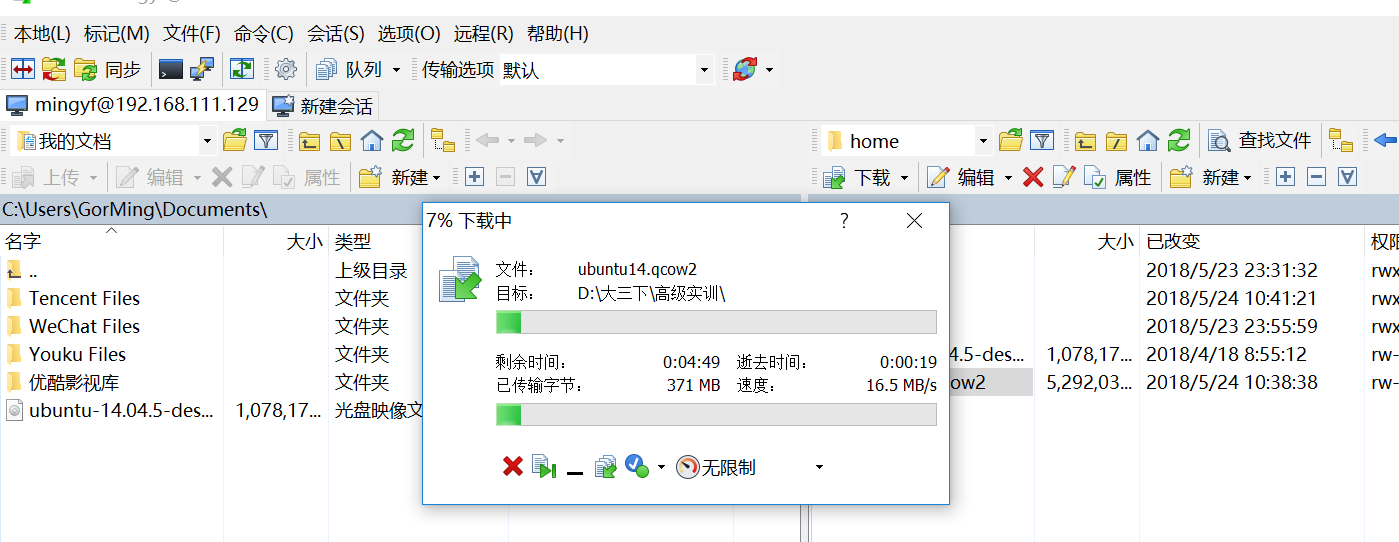 本地(L) 标记(M) 文件(F) 命令(C) 会话(S) 选项(O) 远程(R) 帮助(H)
同步 队列 传输选项 默认
mingyf@192.168.111.129 新建会话
我的文档 home 查找文件
上传 编辑 属性 新建 下载 编辑 属性 新建
C:\Users\GorMing\Documents\
名字 大小 类型 大小 已改变
.. 上级目录 2018/5/23 23:31:32 rwx
Tencent Files 文件夹 2018/5/24 10:41:21 rwx
WeChat Files 文件夹 2018/5/23 23:55:59 rwx
Youku Files 文件夹 4.5-des... 1,078,17... 2018/4/18 8:55:12 rw-
优酷影视库 文件夹 ow2 5,292,03... 2018/5/24 10:38:38 rw-
ubuntu-14.04.5-des... 1,078,17... 光盘映像文
7% 下载中 ?
文件: ubuntu14.qcow2
目标: D:\大三下\高级实训\
剩余时间: 0:04:49 逝去时间: 0:00:19
已传输字节: 371 MB 速度: 16.5 MB/s
无限制